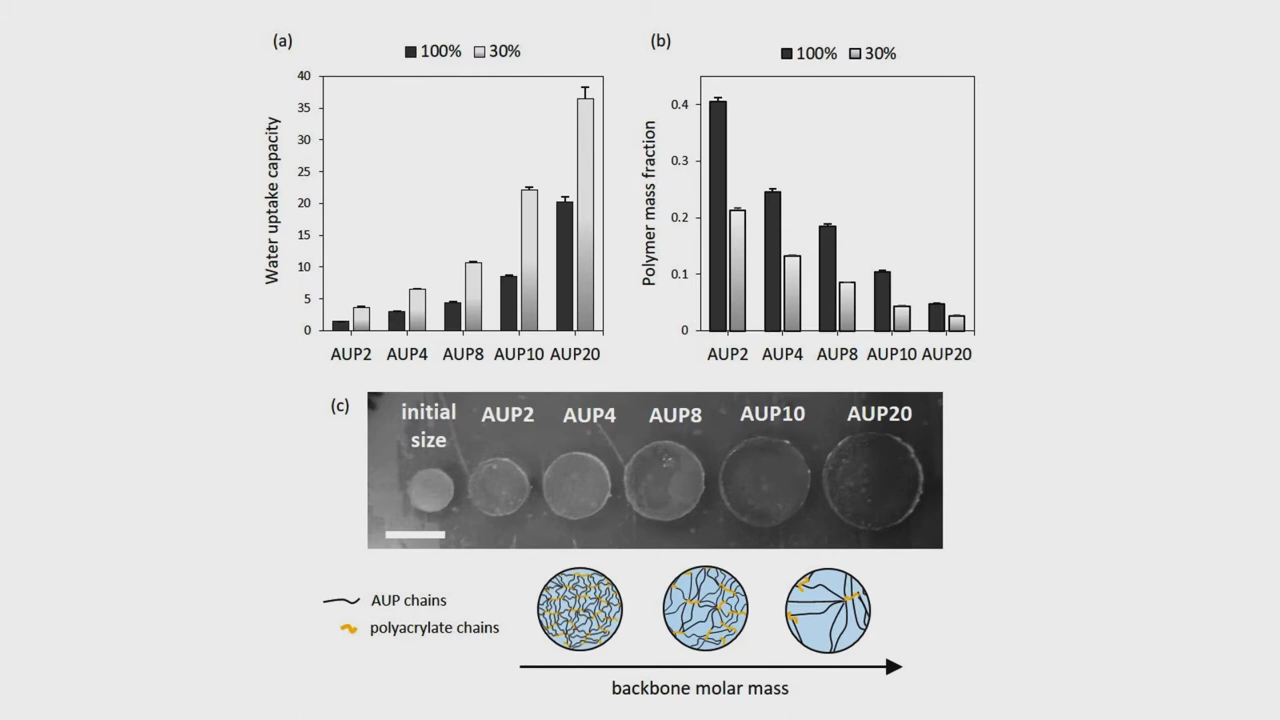 (a)
100% 30%
Water uptake capacity
40
35
30
25
20
15
10
5
0
AUP2 AUP4 AUP8 AUP10 AUP20
(b)
100% 30%
Polymer mass fraction
0.4
0.3
0.2
0.1
0
AUP2 AUP4 AUP8 AUP10 AUP20
(c)
initial
size
AUP2 AUP4 AUP8 AUP10 AUP20
AUP chains
polyacrylate chains
backbone molar mass